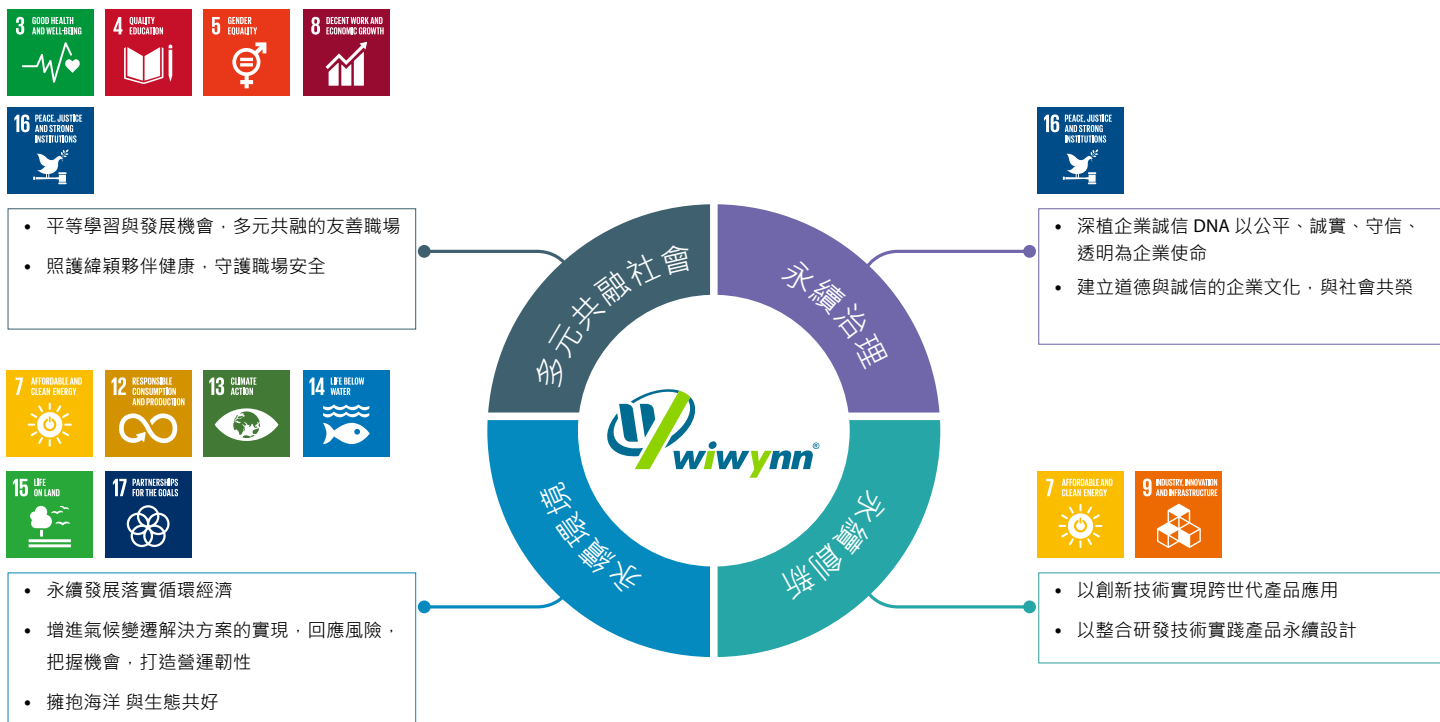 3 GOOD HEALTH
AND WELL-BEING
4 QUALITY
EDUCATION
5 GENDER
EQUALITY
8 DECENT WORK AND
ECONOMIC GROWTH
16 PEACE, JUSTICE
AND STRONG
INSTITUTIONS
• 平等學習與發展機會，多元共融的友善職場
• 照護緯穎夥伴健康，守護職場安全
16 PEACE, JUSTICE
AND STRONG
INSTITUTIONS
• 深植企業誠信 DNA 以公平、誠實、守信、
透明為企業使命
• 建立道德與誠信的企業文化，與社會共榮
多元共融社會
永續治理
wiwynn®
永續環境
永續創新
7 AFFORDABLE AND
CLEAN ENERGY
12 RESPONSIBLE
CONSUMPTION
AND PRODUCTION
13 CLIMATE
ACTION
14 LIFE BELOW
WATER
15 LIFE
ON LAND
17 PARTNERSHIPS
FOR THE GOALS
• 永續發展落實循環經濟
• 增進氣候變遷解決方案的實現，回應風險，
把握機會，打造營運韌性
• 擁抱海洋 與生態共好
7 AFFORDABLE AND
CLEAN ENERGY
9 INDUSTRY, INNOVATION
AND INFRASTRUCTURE
• 以創新技術實現跨世代產品應用
• 以整合研發技術實踐產品永續設計